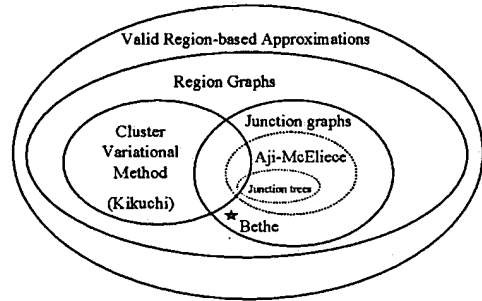 Valid Region-based Approximations
Region Graphs
Cluster
Variational
Method
(Kikuchi)
Junction graphs
Aji-McEliece
Junction trees
Bethe